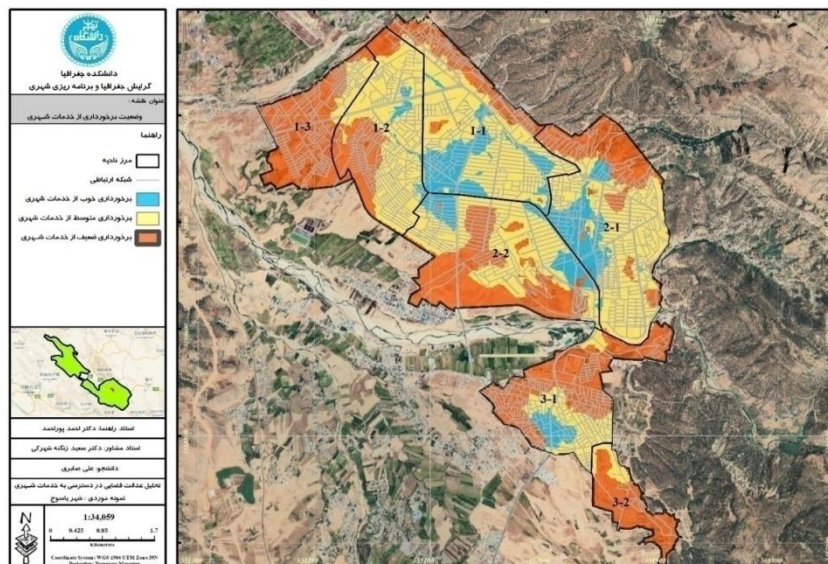 دانشکده جغرافیا
گرایش جغرافیا و برنامه ریزی شهری
عنوان نقشه:
وضعیت برخورداری از خدمات شهری
راهنما
مرز ناحیه
شبکه ارتباطی
برخورداری خوب از خدمات شهری
برخورداری متوسط از خدمات شهری
برخورداری ضعیف از خدمات شهری
استاد راهنما: دکتر احمد پوراحمد
استاد مشاور: دکتر سعید زنگنه شهرکی
دانشجو: علی صابری
تحلیل عدالت فضایی در دسترسی به خدمات شهری
نمونه موردی: شهر یاسوج
N
1:34,059
0 0.425 0.85 1.7
Kilometers
Coordinate System: WGS 1984 UTM Zone 39N
1-3
1-2
1-1
2-1
2-2
3-1
3-2